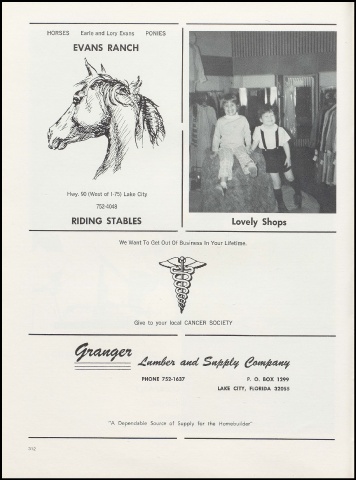 HORSES Earle and Lory Evans PONIES
EVANS RANCH
Hwy. 90 (West of I-75) Lake City
752-4048
RIDING STABLES
Lovely Shops
We Want To Get Out Of Business In Your Lifetime.
Give to your local CANCER SOCIETY
Granger
Lumber and Supply Company
PHONE 752-1637
P. O. BOX 1299
LAKE CITY, FLORIDA 32055
"A Dependable Source of Supply for the Homebuilder"